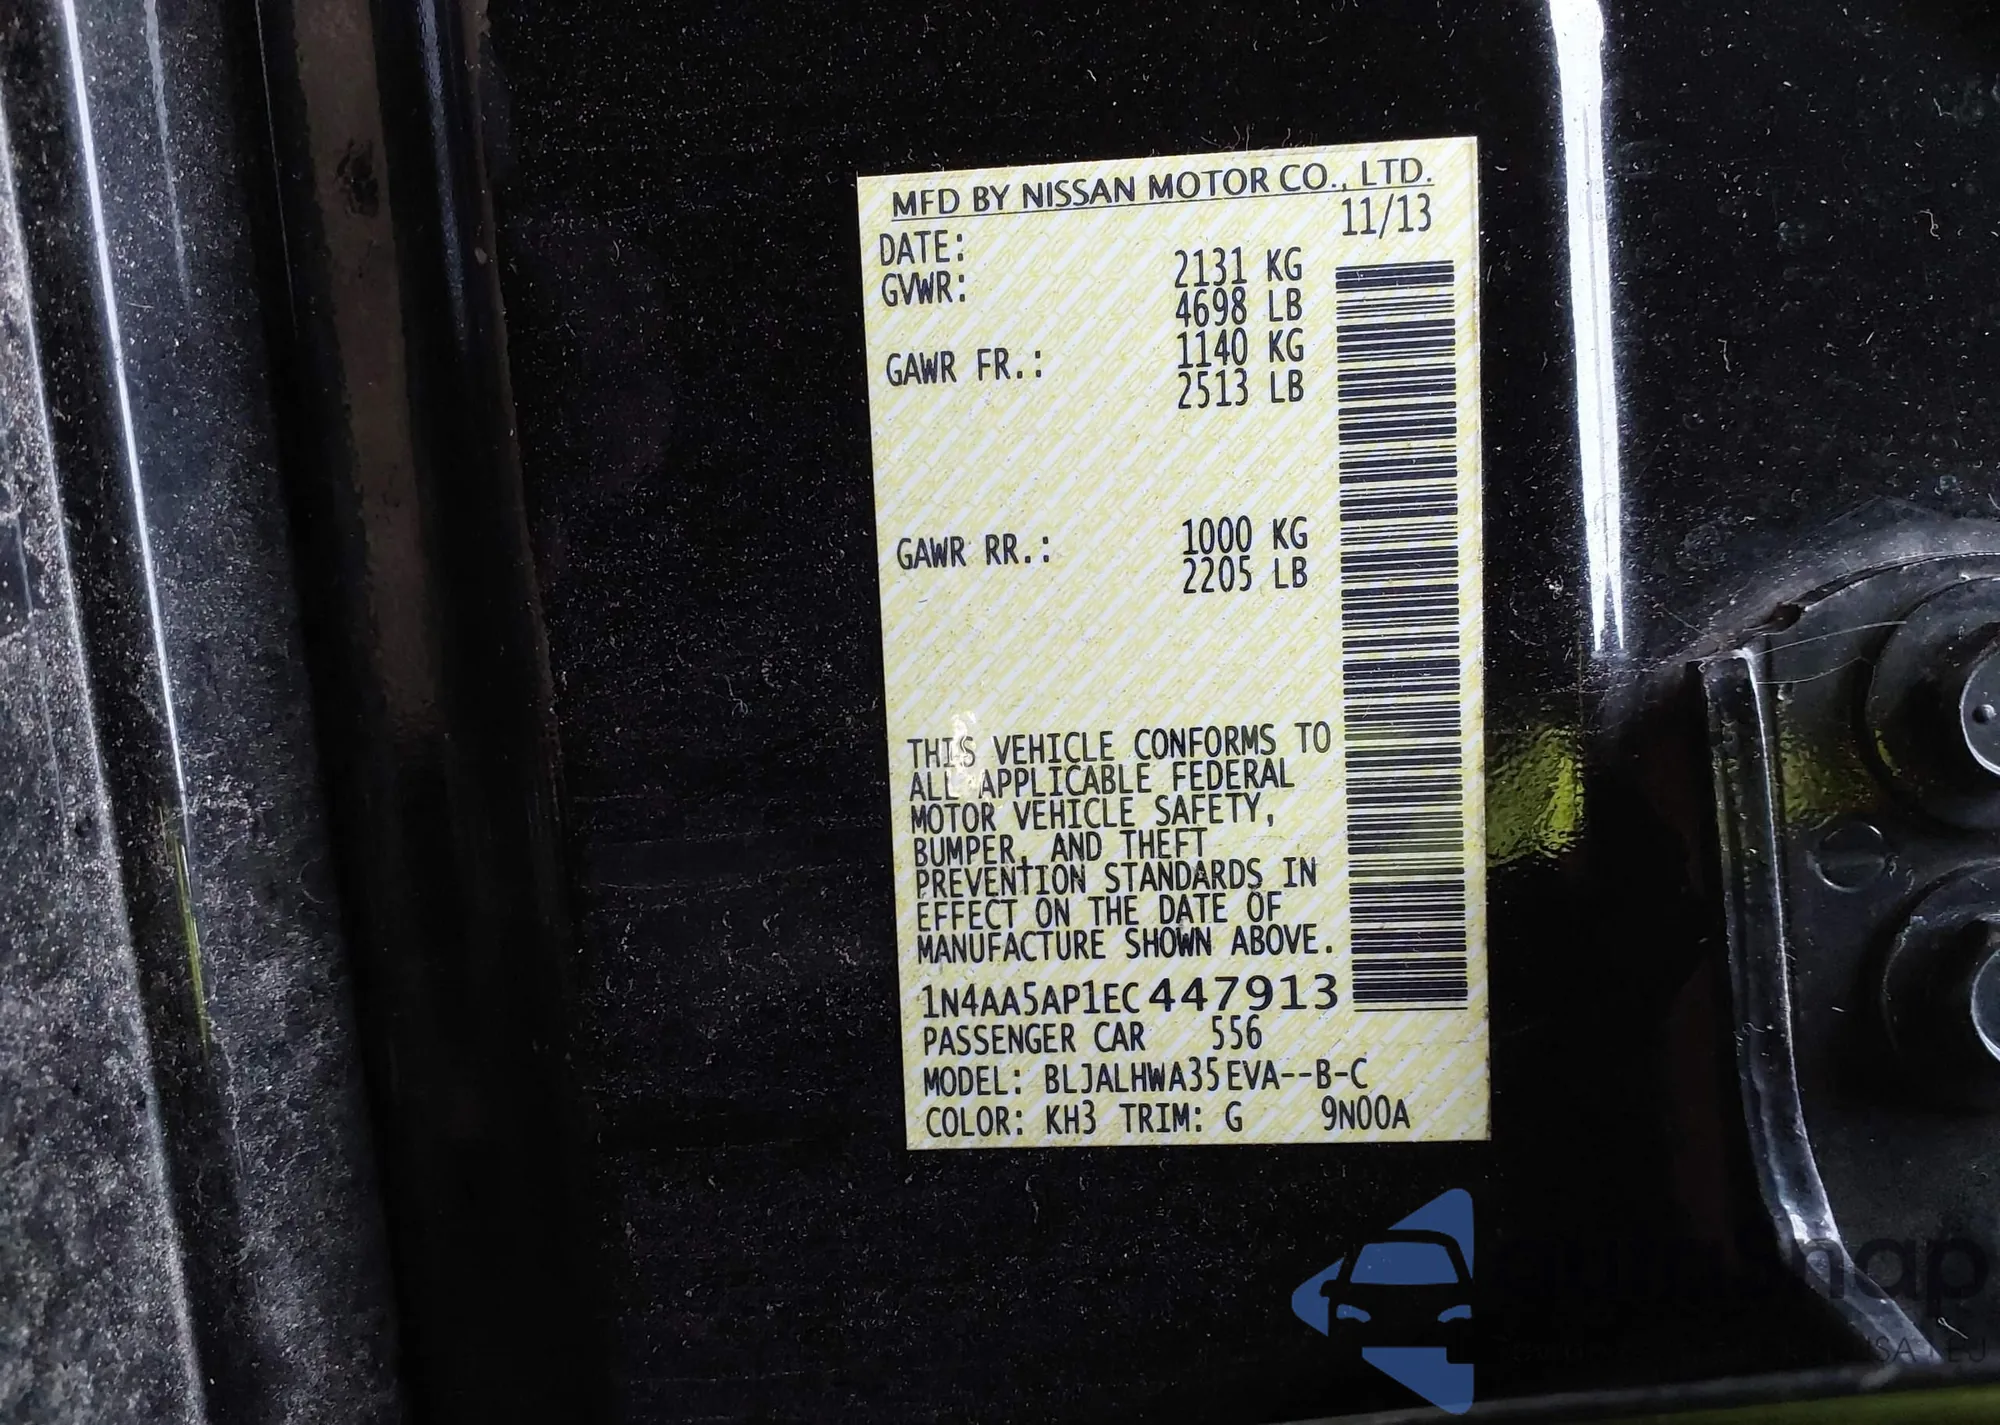 MFD BY NISSAN MOTOR CO., LTD.
DATE: 11/13
GVWR: 2131 KG
4698 LB
GAWR FR.: 1140 KG
2513 LB
GAWR RR.: 1000 KG
2205 LB
THIS VEHICLE CONFORMS TO
ALL APPLICABLE FEDERAL
MOTOR VEHICLE SAFETY,
BUMPER, AND THEFT
PREVENTION STANDARDS IN
EFFECT ON THE DATE OF
MANUFACTURE SHOWN ABOVE.
1N4AA5AP1EC447913
PASSENGER CAR 556
MODEL: BLJALHWA35EVA--B-C
COLOR: KH3 TRIM: G 9N00A